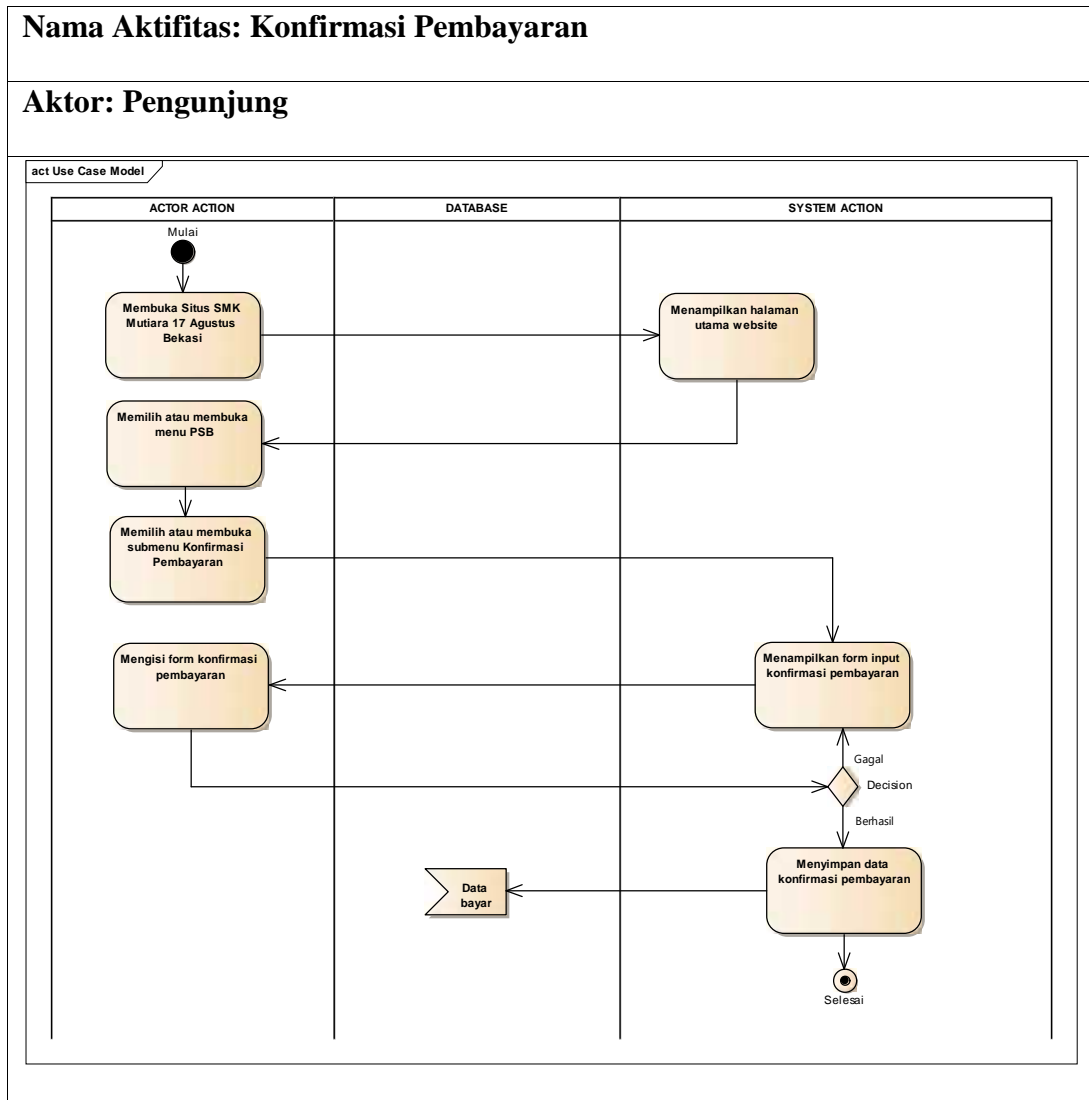 Nama Aktifitas: Konfirmasi Pembayaran
Aktor: Pengunjung
act Use Case Model
ACTOR ACTION
DATABASE
SYSTEM ACTION
Mulai
Membuka Situs SMK
Mutiara 17 Agustus
Bekasi
Menampilkan halaman
utama website
Memilih atau membuka
menu PSB
Memilih atau membuka
submenu Konfirmasi
Pembayaran
Menampilkan form input
konfirmasi pembayaran
Mengisi form konfirmasi
pembayaran
Gagal
Decision
Berhasil
Menyimpan data
konfirmasi pembayaran
Data
bayar
Selesai